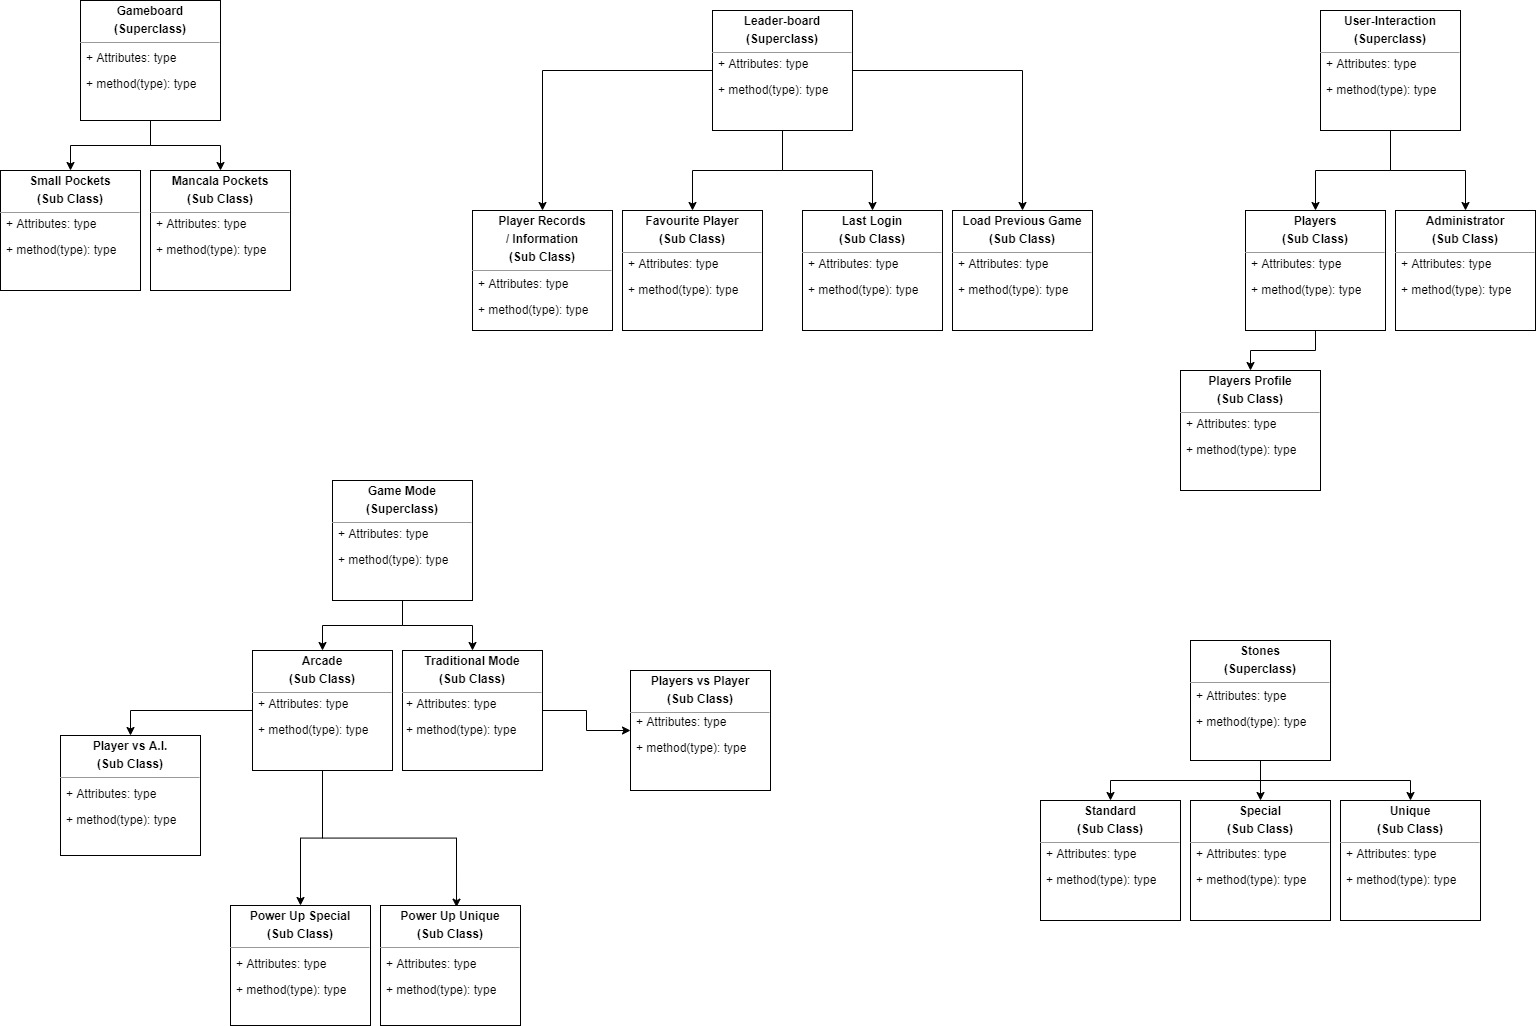 Gameboard
(Superclass)
+ Attributes: type
+ method(type): type
Small Pockets
(Sub Class)
+ Attributes: type
+ method(type): type
Mancala Pockets
(Sub Class)
+ Attributes: type
+ method(type): type
Leader-board
(Superclass)
+ Attributes: type
+ method(type): type
Player Records
/ Information
(Sub Class)
+ Attributes: type
+ method(type): type
Favourite Player
(Sub Class)
+ Attributes: type
+ method(type): type
Last Login
(Sub Class)
+ Attributes: type
+ method(type): type
Load Previous Game
(Sub Class)
+ Attributes: type
+ method(type): type
User-Interaction
(Superclass)
+ Attributes: type
+ method(type): type
Players
(Sub Class)
+ Attributes: type
+ method(type): type
Administrator
(Sub Class)
+ Attributes: type
+ method(type): type
Players Profile
(Sub Class)
+ Attributes: type
+ method(type): type
Game Mode
(Superclass)
+ Attributes: type
+ method(type): type
Arcade
(Sub Class)
+ Attributes: type
+ method(type): type
Traditional Mode
(Sub Class)
+ Attributes: type
+ method(type): type
Players vs Player
(Sub Class)
+ Attributes: type
+ method(type): type
Player vs A.I.
(Sub Class)
+ Attributes: type
+ method(type): type
Power Up Special
(Sub Class)
+ Attributes: type
+ method(type): type
Power Up Unique
(Sub Class)
+ Attributes: type
+ method(type): type
Stones
(Superclass)
+ Attributes: type
+ method(type): type
Standard
(Sub Class)
+ Attributes: type
+ method(type): type
Special
(Sub Class)
+ Attributes: type
+ method(type): type
Unique
(Sub Class)
+ Attributes: type
+ method(type): type